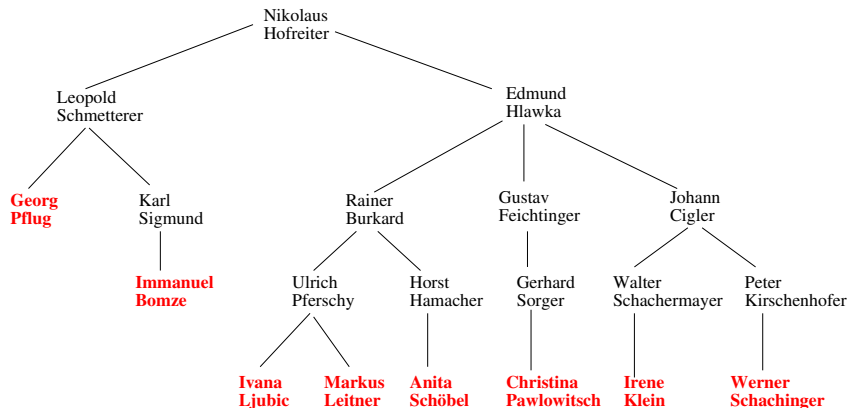 Nikolaus
Hofreiter
Leopold
Schmetterer
Edmund
Hlawka
Georg
Pflug
Karl
Sigmund
Rainer
Burkard
Gustav
Feichtinger
Johann
Cigler
Immanuel
Bomze
Ulrich
Pferschy
Horst
Hamacher
Gerhard
Sorger
Walter
Schachermayer
Peter
Kirschenhofer
Ivana
Ljubic
Markus
Leitner
Anita
Schöbel
Christina
Pawlowitsch
Irene
Klein
Werner
Schachinger